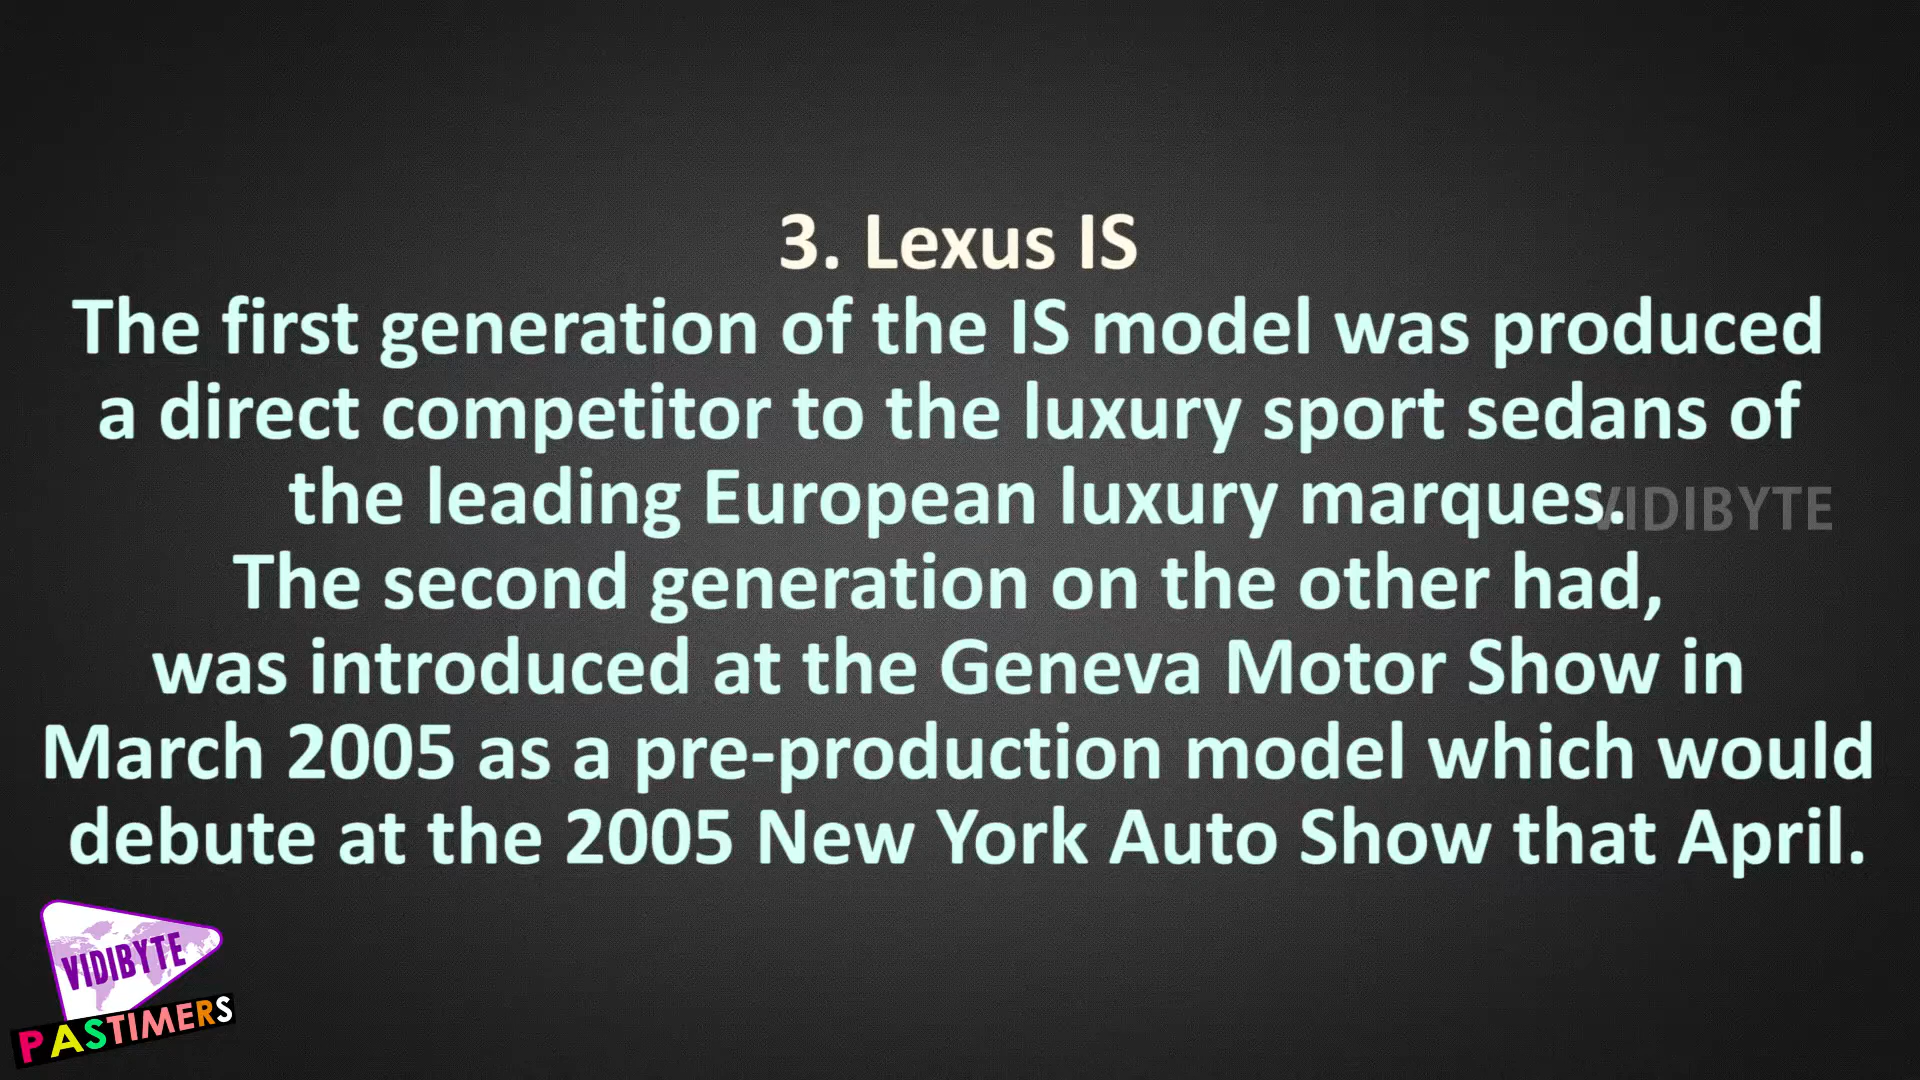 3. Lexus IS
The first generation of the IS model was produced
a direct competitor to the luxury sport sedans of
the leading European luxury marques.
VIDIBYTE
The second generation on the other had,
was introduced at the Geneva Motor Show in
March 2005 as a pre-production model which would
debute at the 2005 New York Auto Show that April.
VIDIBYTE
PASTIMERS